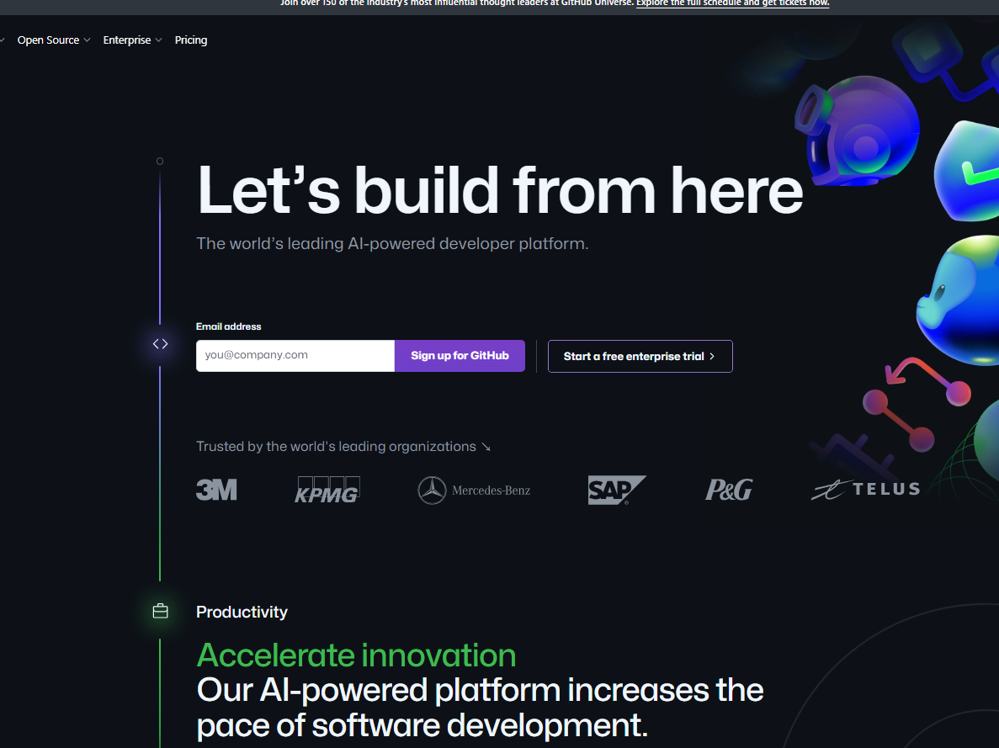 Join over 150 of the industry's most influential thought leaders at GitHub Universe. Explore the full schedule and get tickets now.
Open Source Enterprise Pricing
Let’s build from here
The world’s leading AI-powered developer platform.
Email address
you@company.com Sign up for GitHub Start a free enterprise trial
Trusted by the world’s leading organizations ↘
3M KPMG Mercedes-Benz SAP P&G TELUS
Productivity
Accelerate innovation
Our AI-powered platform increases the
pace of software development.